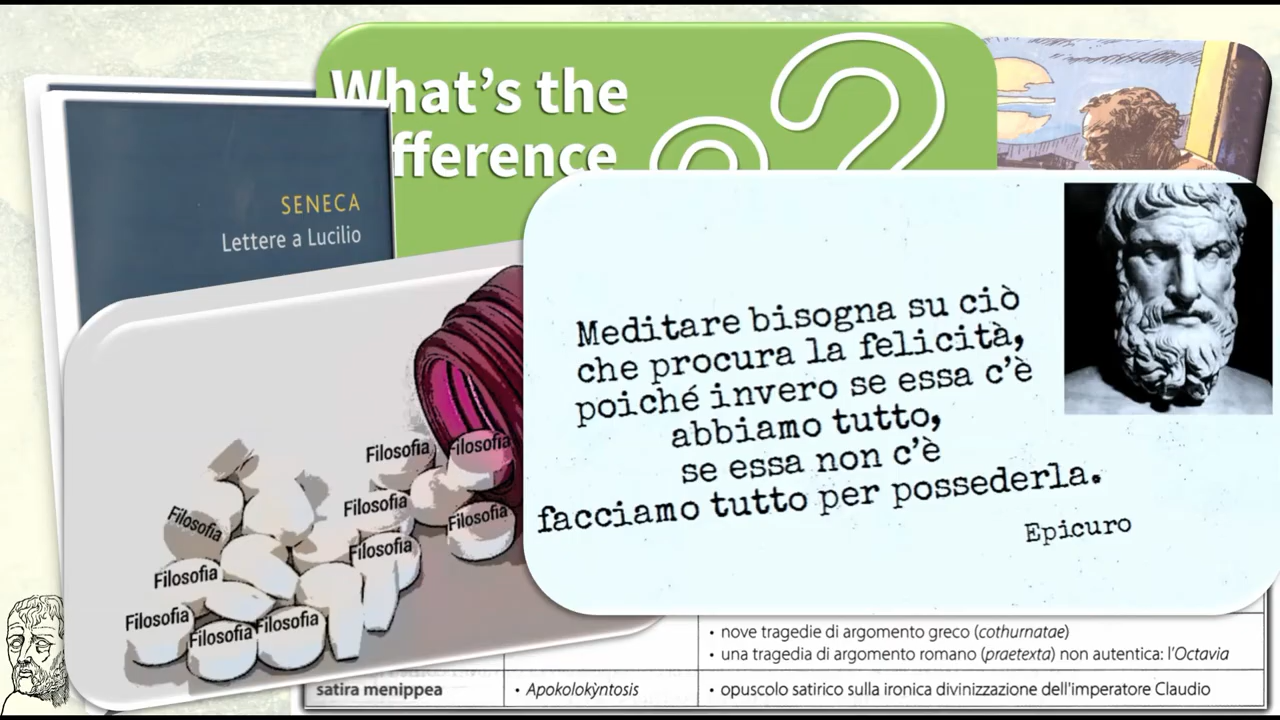 What's the
fference
SENECA
Lettere a Lucilio
Meditare bisogna su ciò
che procura la felicità,
poiché invero se essa c'è
abbiamo tutto,
se essa non c'è
facciamo tutto per possederla.
Epicuro
Filosofia
Filosofia
Filosofia
Filosofia
Filosofia
Filosofia
Filosofia
Filosofia
Filosofia
Filosofia
• nove tragedie di argomento greco (cothurnatae)
• una tragedia di argomento romano (praetexta) non autentica: l'Octavia
satira menippea • Apokolokỳntosis • opuscolo satirico sulla ironica divinizzazione dell'imperatore Claudio